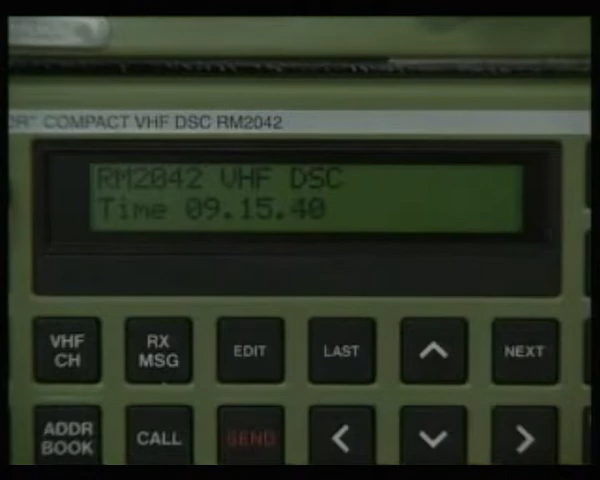 COMPACT VHF DSC RM2042
RM2042 VHF DSC
Time 09.15.40
VHF CH
RX MSG
EDIT
LAST
NEXT
ADDR BOOK
CALL
SEND